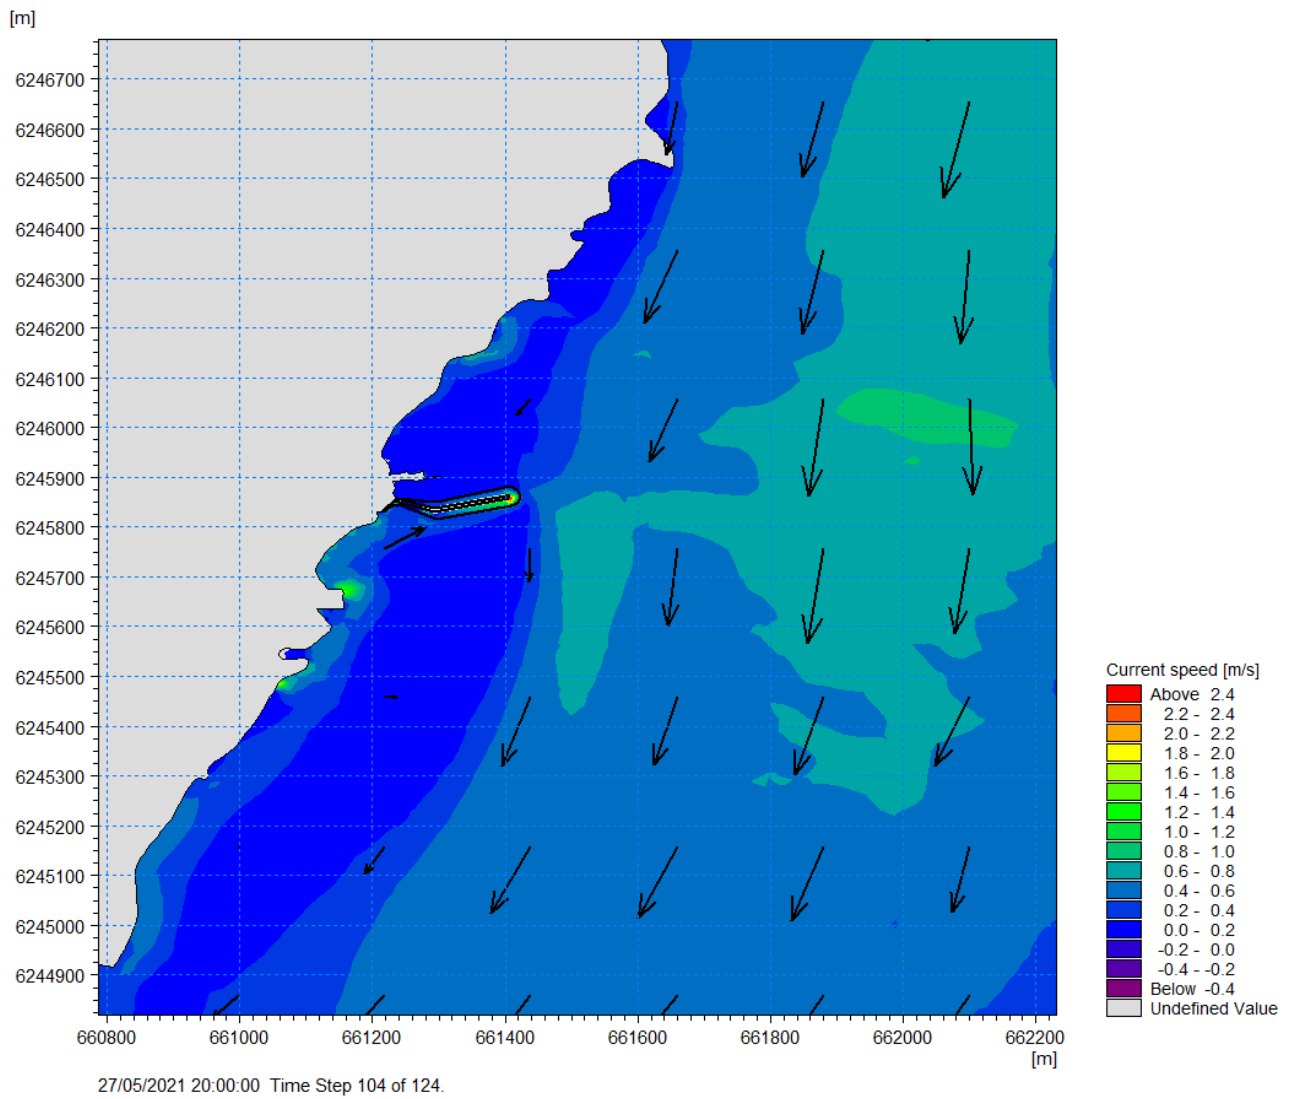 [m]
6246700
6246600
6246500
6246400
6246300
6246200
6246100
6246000
6245900
6245800
6245700
6245600
6245500
6245400
6245300
6245200
6245100
6245000
6244900
660800 661000 661200 661400 661600 661800 662000 662200
[m]
27/05/2021 20:00:00 Time Step 104 of 124.
Current speed [m/s]
Above 2.4
2.2 - 2.4
2.0 - 2.2
1.8 - 2.0
1.6 - 1.8
1.4 - 1.6
1.2 - 1.4
1.0 - 1.2
0.8 - 1.0
0.6 - 0.8
0.4 - 0.6
0.2 - 0.4
0.0 - 0.2
-0.2 - 0.0
-0.4 - -0.2
Below -0.4
Undefined Value